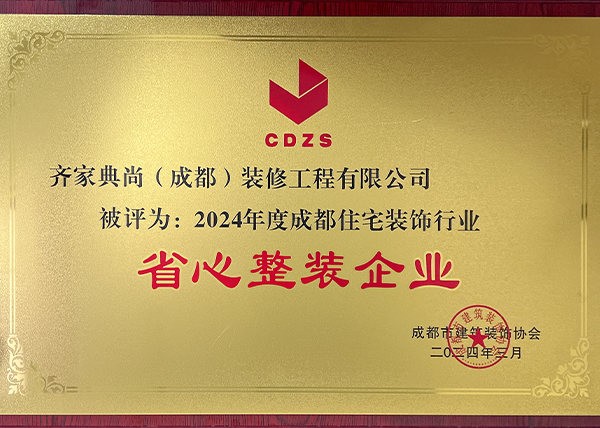 CDZS
齐家典尚（成都）装修工程有限公司
被评为：2024年度成都住宅装饰行业
省心整装企业
成都市建筑装饰协会
二〇二四年三月